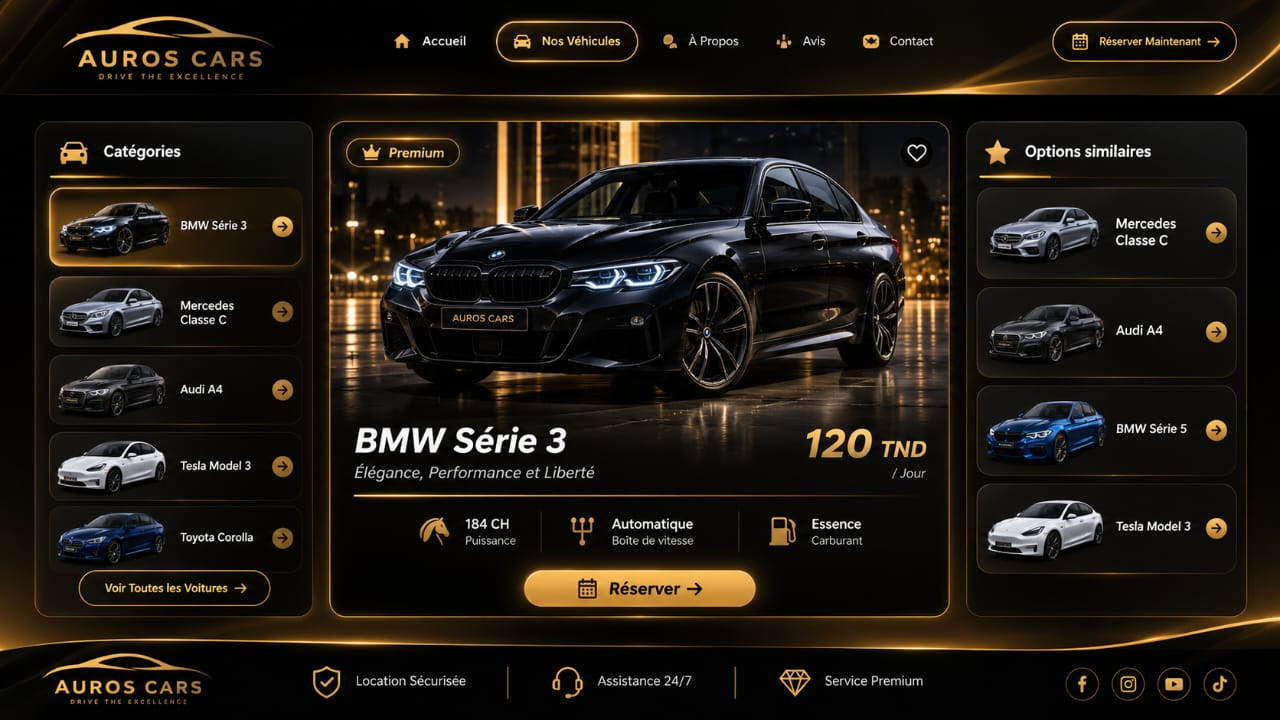 AUROS CARS
DRIVE THE EXCELLENCE
Accueil
Nos Véhicules
À Propos
Avis
Contact
Réserver Maintenant →
Catégories
BMW Série 3
Mercedes
Classe C
Audi A4
Tesla Model 3
Toyota Corolla
Voir Toutes les Voitures →
Premium
AUROS CARS
BMW Série 3
Élégance, Performance et Liberté
120 TND
/ Jour
184 CH
Puissance
Automatique
Boîte de vitesse
Essence
Carburant
Réserver →
Options similaires
Mercedes
Classe C
Audi A4
BMW Série 5
Tesla Model 3
AUROS CARS
DRIVE THE EXCELLENCE
Location Sécurisée
Assistance 24/7
Service Premium